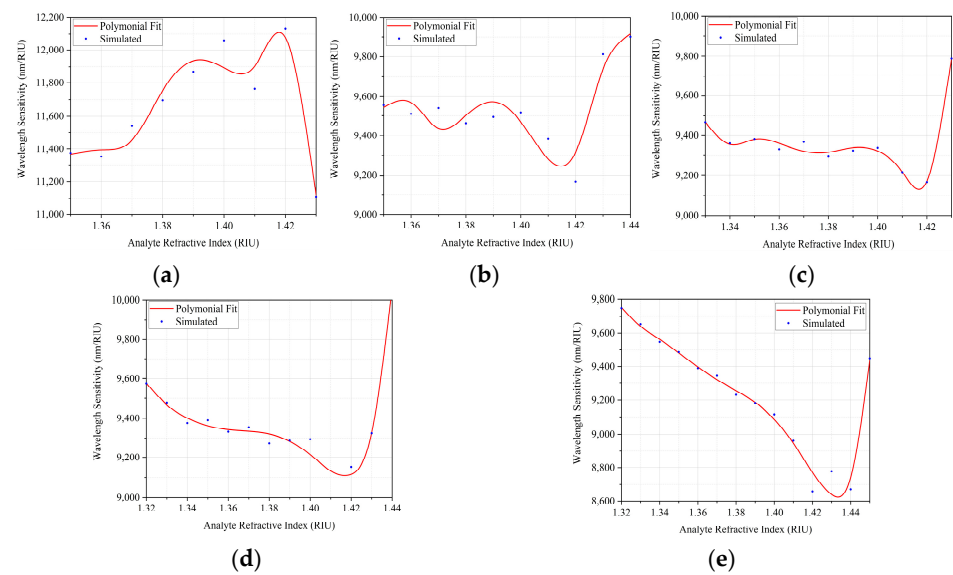 12,200
12,000
11,800
11,600
11,400
11,200
11,000
Wavelength Sensitivity (nm/RIU)
Polymonial Fit
Simulated
1.36
1.38
1.40
1.42
Analyte Refractive Index (RIU)
(a)
10,000
9,800
9,600
9,400
9,200
9,000
Wavelength Sensitivity (nm/RIU)
Polymonial Fit
Simulated
1.36
1.38
1.40
1.42
1.44
Analyte Refractive Index (RIU)
(b)
10,000
9,800
9,600
9,400
9,200
9,000
Wavelength Sensitivity (nm/RIU)
Polymonial Fit
Simulated
1.34
1.36
1.38
1.40
1.42
Analyte Refractive Index (RIU)
(c)
10,000
9,800
9,600
9,400
9,200
9,000
Wavelength Sensitivity (nm/RIU)
Polymonial Fit
Simulated
1.32
1.34
1.36
1.38
1.40
1.42
1.44
Analyte Refractive Index (RIU)
(d)
9,800
9,600
9,400
9,200
9,000
8,800
8,600
Wavelength Sensitivity (nm/RIU)
Polymonial Fit
Simulated
1.32
1.34
1.36
1.38
1.40
1.42
1.44
Analyte Refractive Index (RIU)
(e)